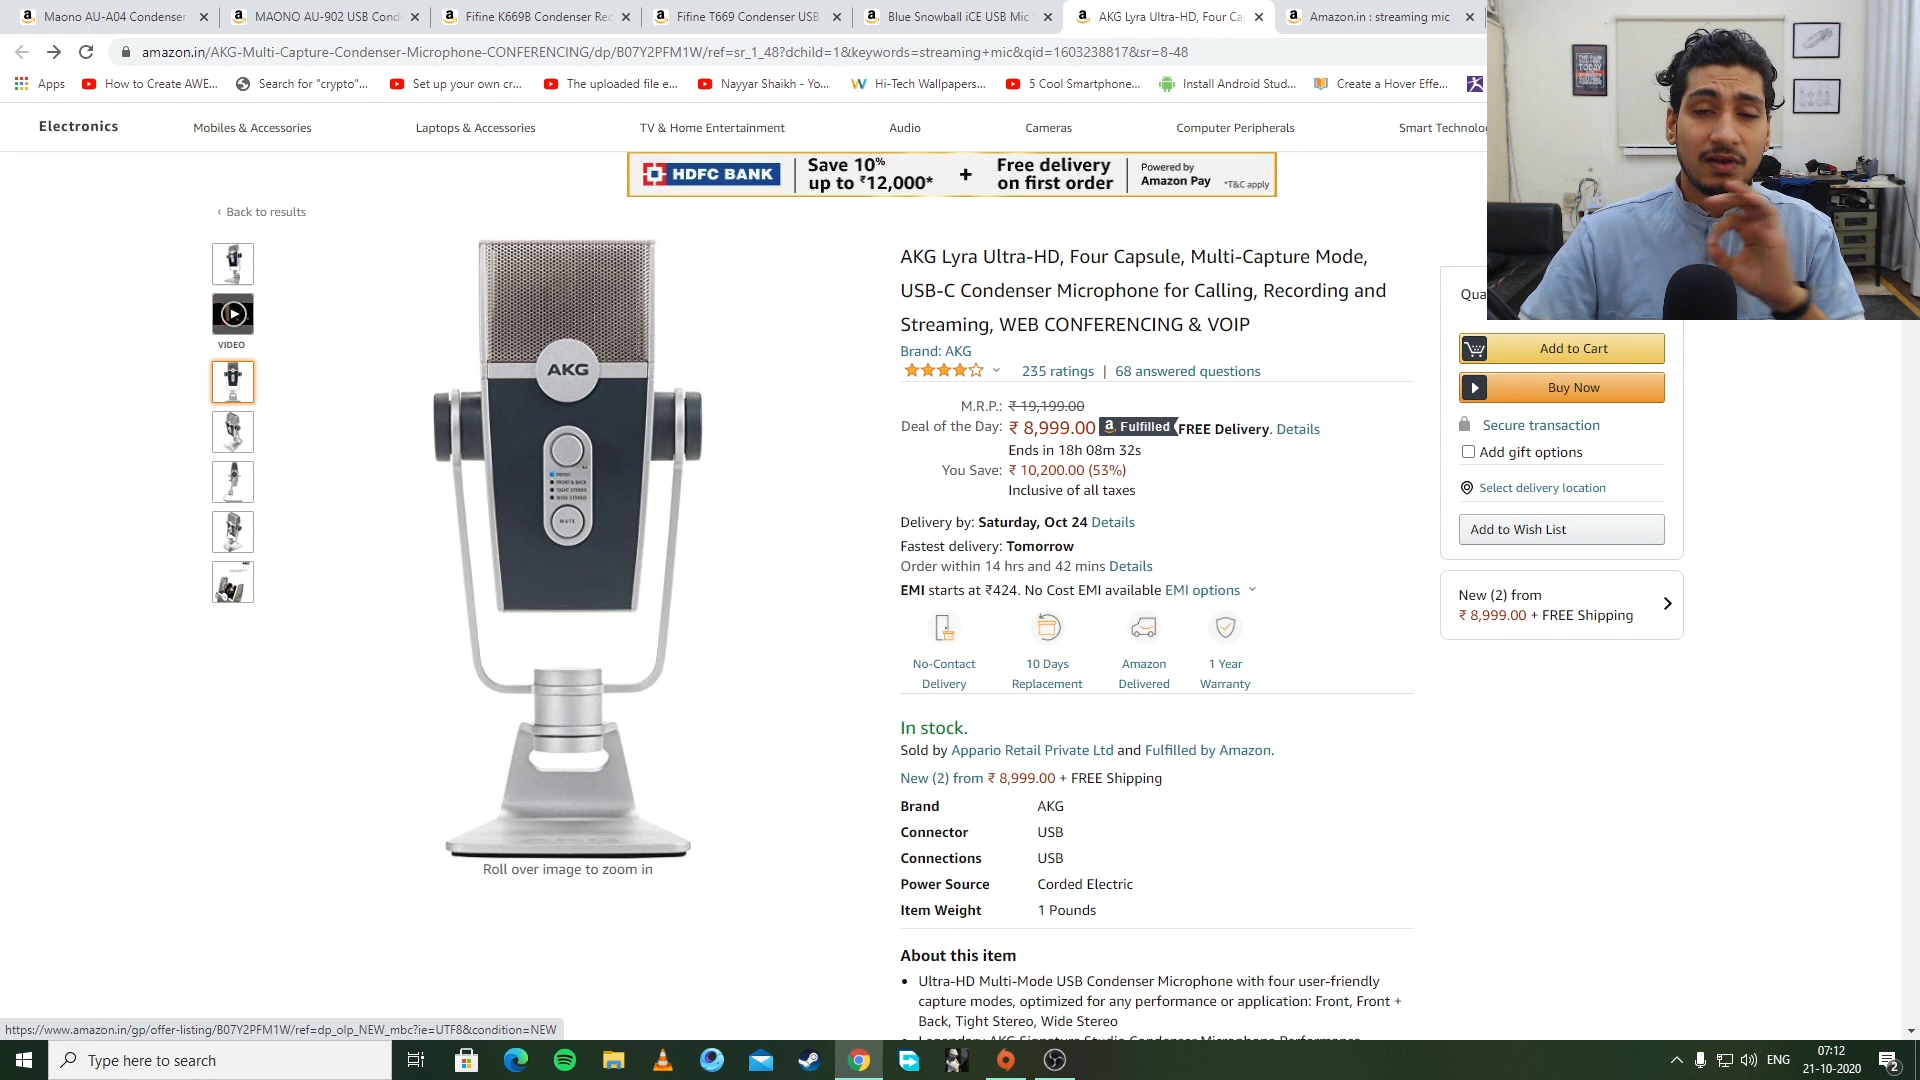 Maono AU-A04 Condenser
MAONO AU-902 USB Cond
Fifine K669B Condenser Rec
Fifine T669 Condenser USB
Blue Snowball iCE USB Mic
AKG Lyra Ultra-HD, Four Ca
Amazon.in : streaming mic
amazon.in/AKG-Multi-Capture-Condenser-Microphone-CONFERENCING/dp/B07Y2PFM1W/ref=sr_1_48?dchild=1&keywords=streaming+mic&qid=1603238817&sr=8-48
Apps
How to Create AWE...
Search for "crypto"...
Set up your own cr...
The uploaded file e...
Nayyar Shaikh - Yo...
Hi-Tech Wallpapers...
5 Cool Smartphone...
Install Android Stud...
Create a Hover Effe...
Electronics
Mobiles & Accessories
Laptops & Accessories
TV & Home Entertainment
Audio
Cameras
Computer Peripherals
Smart Technolo
HDFC BANK
Save 10%
up to ₹12,000*
+
Free delivery
on first order
Powered by
Amazon Pay
*T&C apply
‹ Back to results
VIDEO
AKG
FRONT
FRONT & BACK
TIGHT STEREO
WIDE STEREO
MUTE
Roll over image to zoom in
AKG Lyra Ultra-HD, Four Capsule, Multi-Capture Mode,
USB-C Condenser Microphone for Calling, Recording and
Streaming, WEB CONFERENCING & VOIP
Brand: AKG
235 ratings | 68 answered questions
M.R.P.: ₹ 19,199.00
Deal of the Day: ₹ 8,999.00 Fulfilled FREE Delivery. Details
Ends in 18h 08m 32s
You Save: ₹ 10,200.00 (53%)
Inclusive of all taxes
Delivery by: Saturday, Oct 24 Details
Fastest delivery: Tomorrow
Order within 14 hrs and 42 mins Details
EMI starts at ₹424. No Cost EMI available EMI options
No-Contact
Delivery
10 Days
Replacement
Amazon
Delivered
1 Year
Warranty
In stock.
Sold by Appario Retail Private Ltd and Fulfilled by Amazon.
New (2) from ₹ 8,999.00 + FREE Shipping
Brand AKG
Connector USB
Connections USB
Power Source Corded Electric
Item Weight 1 Pounds
About this item
• Ultra-HD Multi-Mode USB Condenser Microphone with four user-friendly
capture modes, optimized for any performance or application: Front, Front +
Back, Tight Stereo, Wide Stereo
• Legendary AKG Signature Studio Condenser Microphone Performance
Qua
Add to Cart
Buy Now
Secure transaction
Add gift options
Select delivery location
Add to Wish List
New (2) from
₹ 8,999.00 + FREE Shipping
https://www.amazon.in/gp/offer-listing/B07Y2PFM1W/ref=dp_olp_NEW_mbc?ie=UTF8&condition=NEW
Type here to search
ENG
07:12
21-10-2020
2